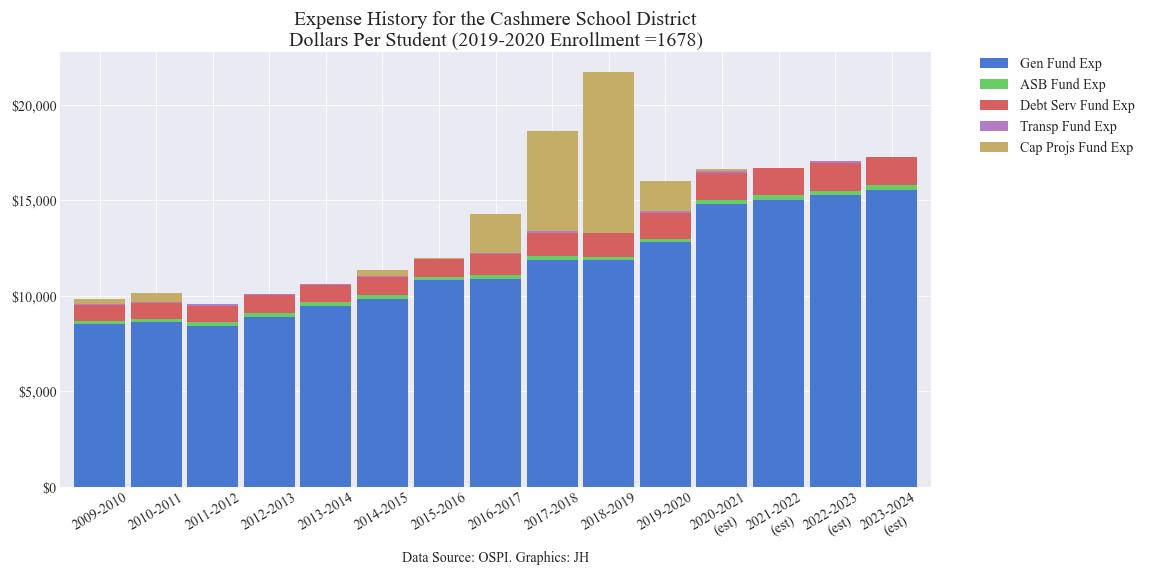 Expense History for the Cashmere School District
Dollars Per Student (2019-2020 Enrollment =1678)
Gen Fund Exp
ASB Fund Exp
Debt Serv Fund Exp
Transp Fund Exp
Cap Projs Fund Exp
$20,000
$15,000
$10,000
$5,000
$0
2009-2010
2010-2011
2011-2012
2012-2013
2013-2014
2014-2015
2015-2016
2016-2017
2017-2018
2018-2019
2019-2020
2020-2021
(est)
2021-2022
(est)
2022-2023
(est)
2023-2024
(est)
Data Source: OSPI. Graphics: JH